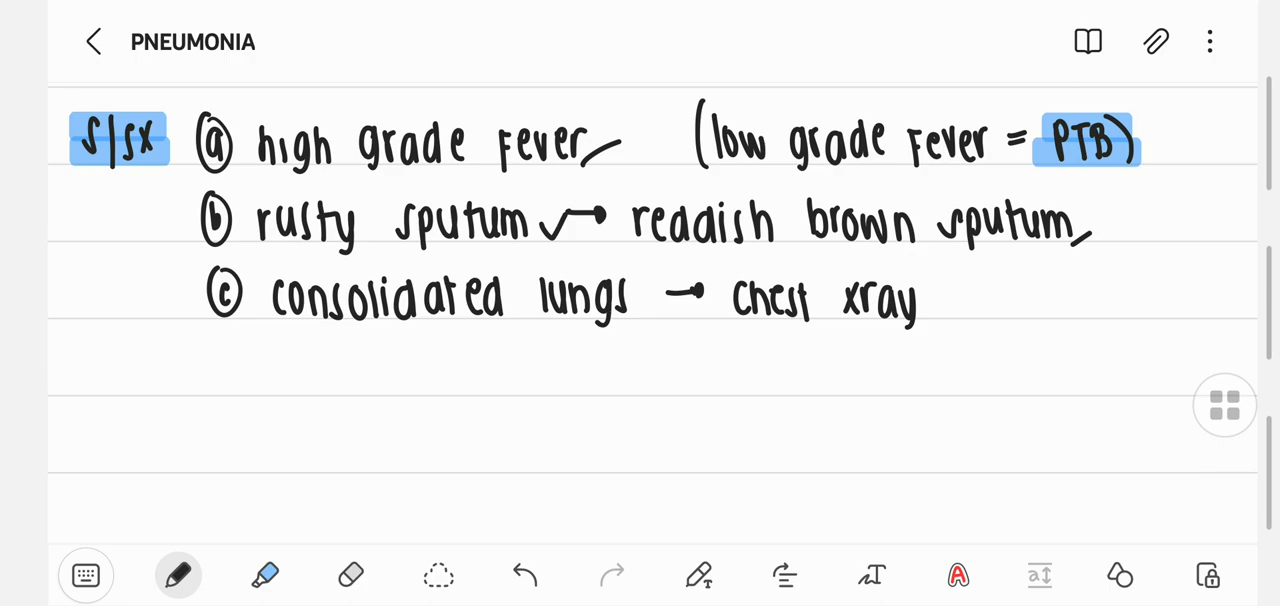 PNEUMONIA
S/SX (a) high grade fever (low grade fever = PTB)
(b) rusty sputum ✓→ reddish brown sputum
(c) consolidated lungs → chest xray